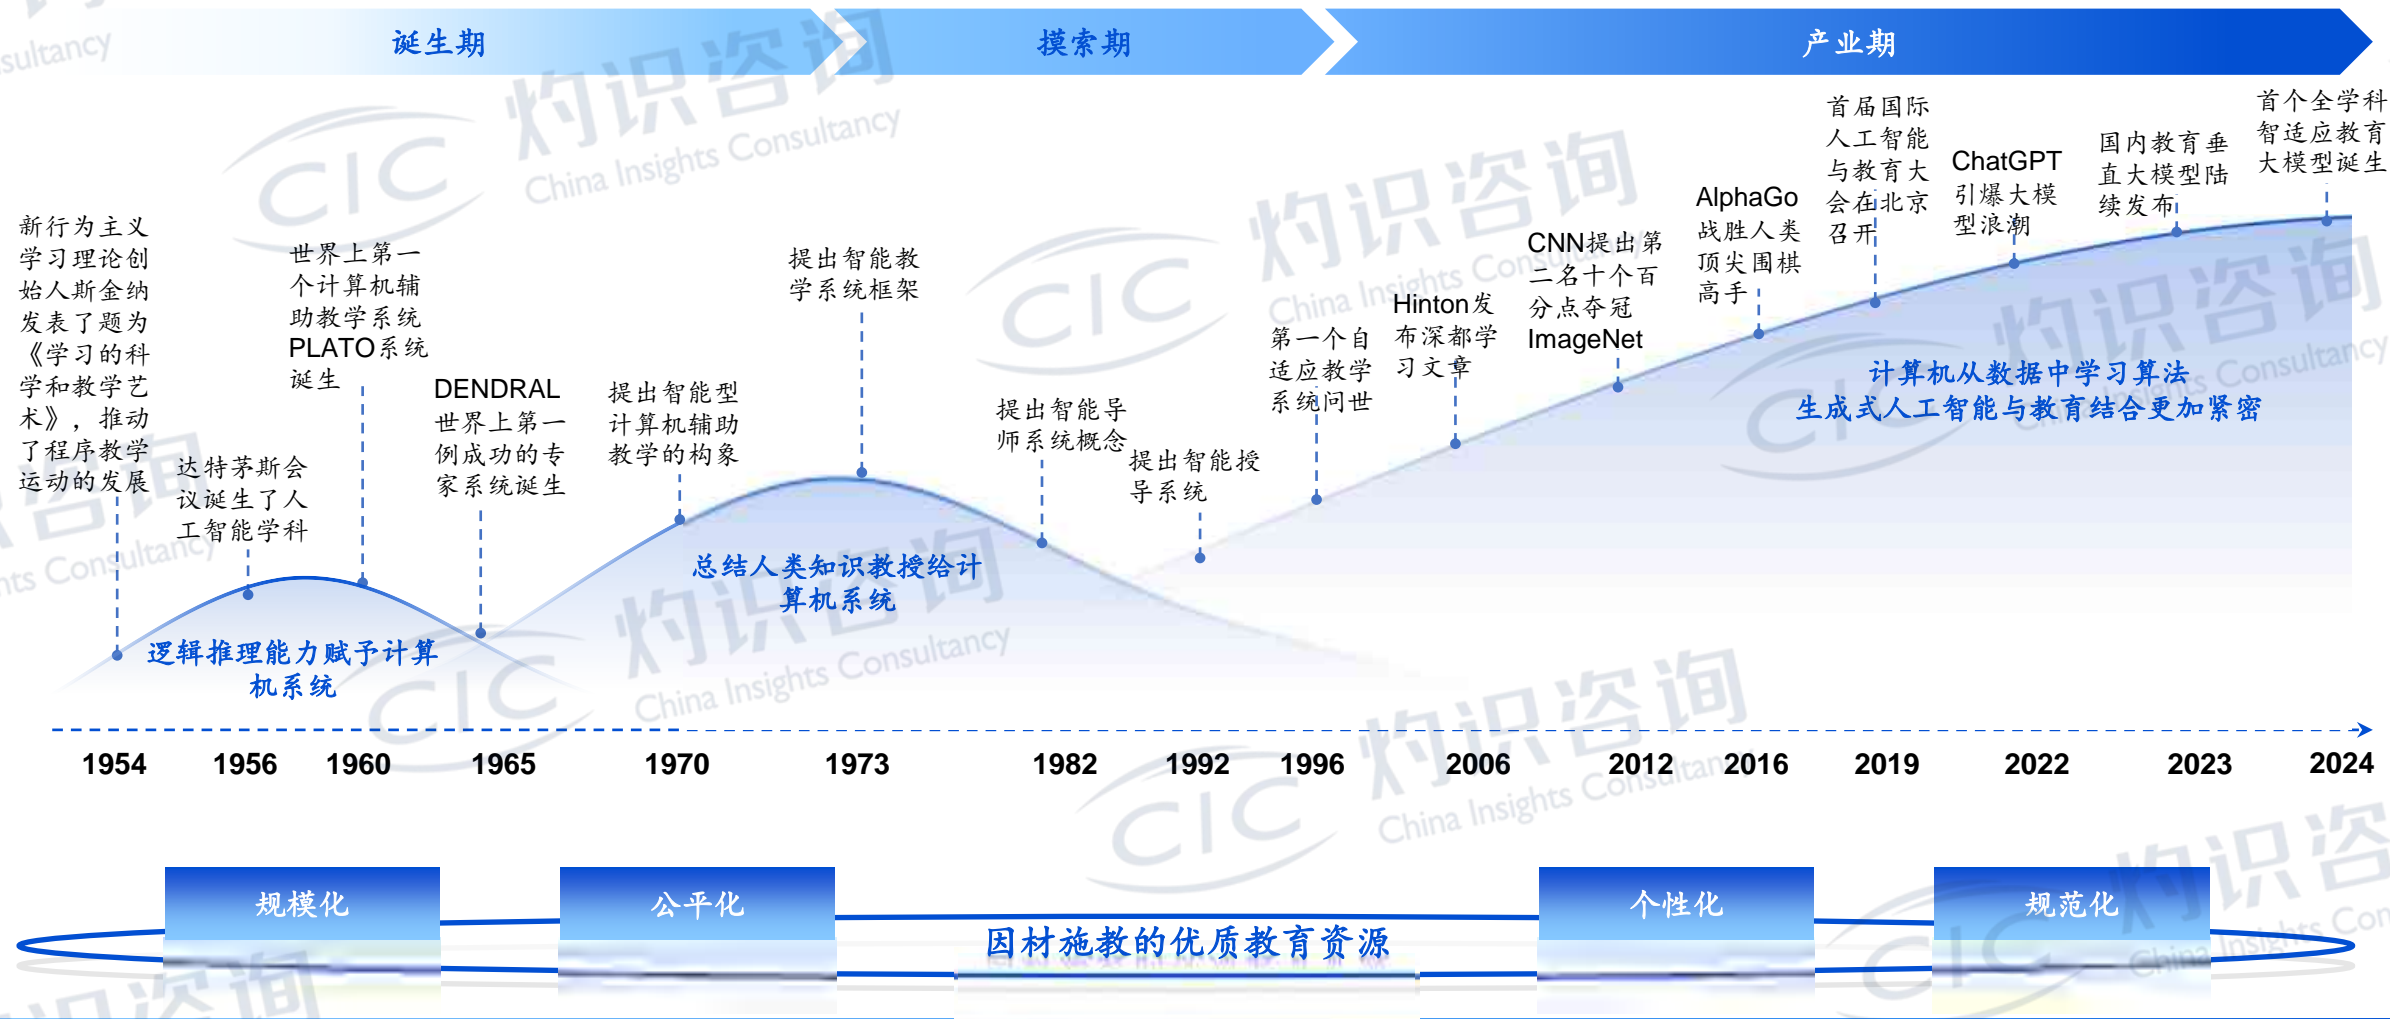 诞生期
摸索期
产业期
新行为主义
学习理论创
始人斯金纳
发表了题为
《学习的科
学和教学艺
术》，推动
了程序教学
运动的发展
达特茅斯会
议诞生了人
工智能学科
世界上第一
个计算机辅
助教学系统
PLATO系统
诞生
DENDRAL
世界上第一
例成功的专
家系统诞生
提出智能型
计算机辅助
教学的构象
提出智能教
学系统框架
提出智能导
师系统概念
提出智能授
导系统
第一个自
适应教学
系统问世
Hinton发
布深都学
习文章
CNN提出第
二名十个百
分点夺冠
ImageNet
AlphaGo
战胜人类
顶尖围棋
高手
首届国际
人工智能
与教育大
会在北京
召开
ChatGPT
引爆大模
型浪潮
国内教育垂
直大模型陆
续发布
首个全学科
智适应教育
大模型诞生
逻辑推理能力赋予计算
机系统
总结人类知识教授给计
算机系统
计算机从数据中学习算法
生成式人工智能与教育结合更加紧密
1954 1956 1960 1965 1970 1973 1982 1992 1996 2006 2012 2016 2019 2022 2023 2024
规模化
公平化
因材施教的优质教育资源
个性化
规范化
CIC 灼识咨询
China Insights Consultancy